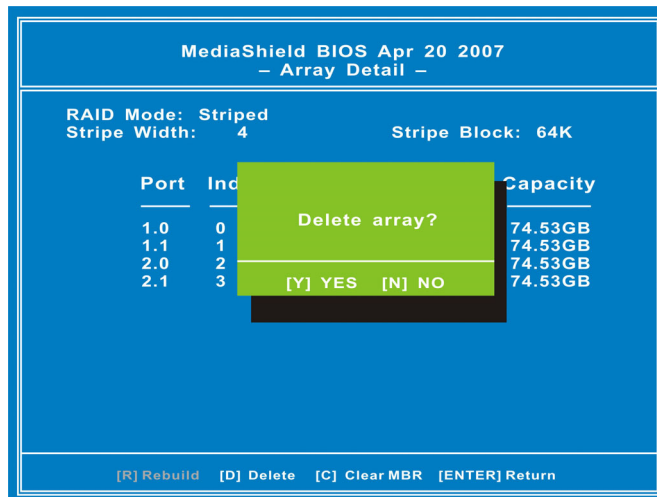 MediaShield BIOS Apr 20 2007
– Array Detail –
RAID Mode: Striped
Stripe Width: 4 Stripe Block: 64K
Port Ind Capacity
1.0 0 74.53GB
1.1 1 74.53GB
2.0 2 74.53GB
2.1 3 74.53GB
Delete array?
[Y] YES [N] NO
[R] Rebuild [D] Delete [C] Clear MBR [ENTER] Return